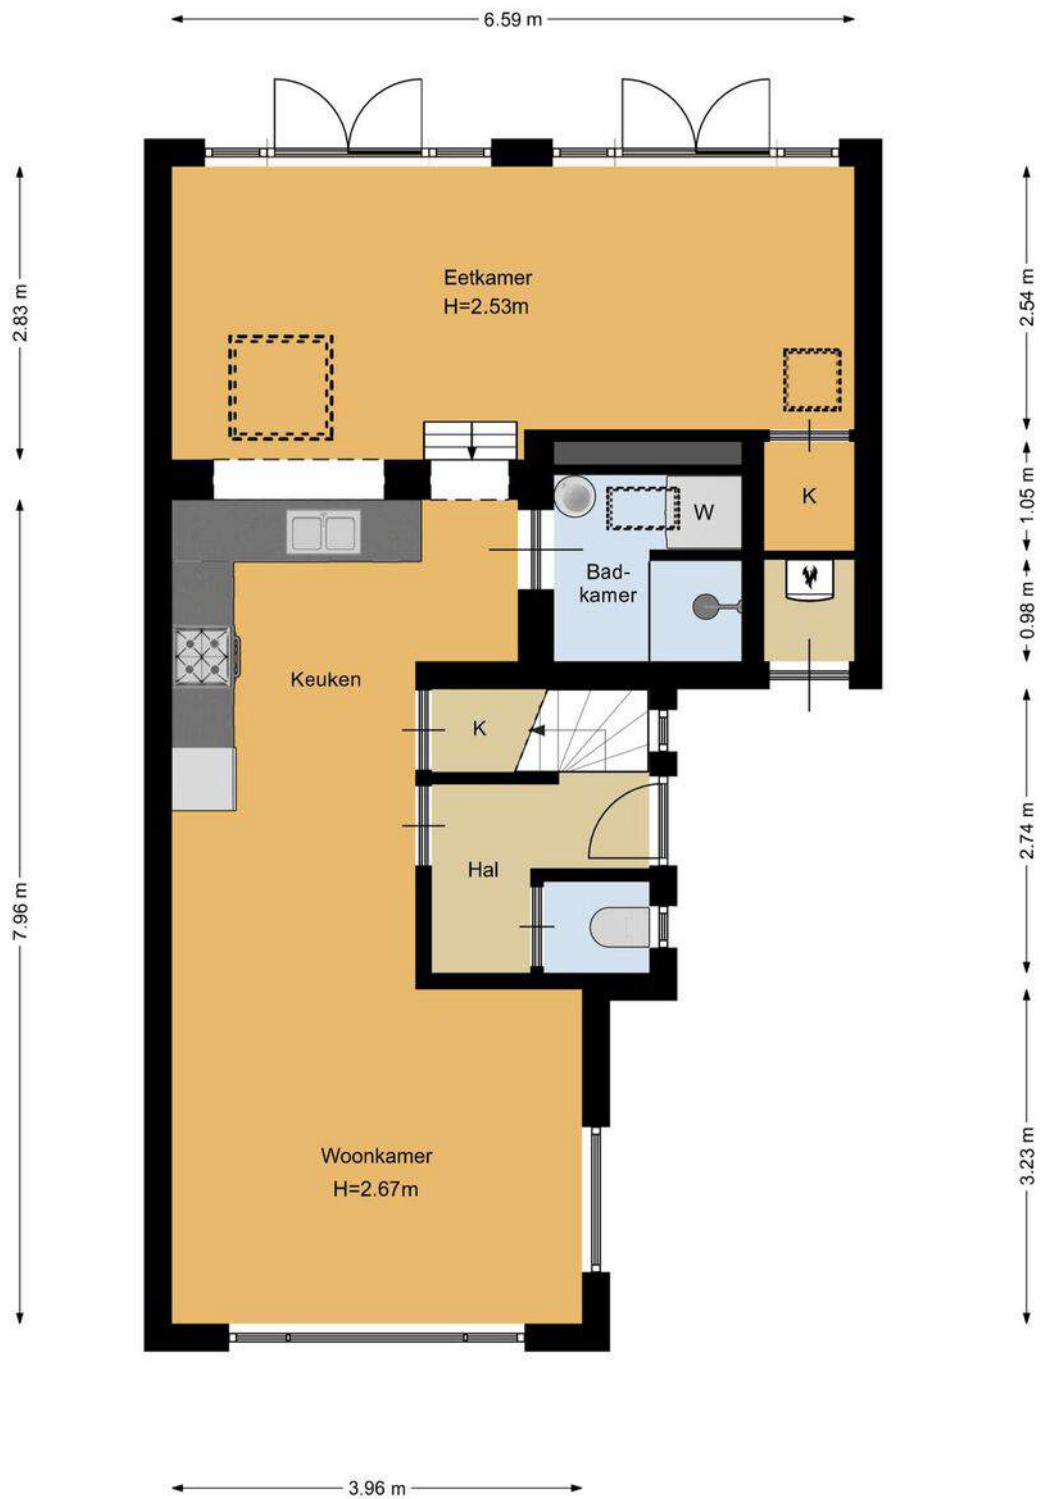 6.59 m
Eetkamer
H=2.53m
2.83 m
2.54 m
K
1.05 m
W
Bad-
kamer
0.98 m
Keuken
K
Hal
2.74 m
7.96 m
Woonkamer
H=2.67m
3.23 m
3.96 m